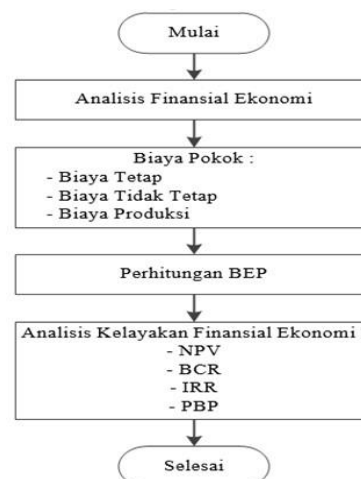 Mulai
Analisis Finansial Ekonomi
Biaya Pokok :
- Biaya Tetap
- Biaya Tidak Tetap
- Biaya Produksi
Perhitungan BEP
Analisis Kelayakan Finansial Ekonomi
- NPV
- BCR
- IRR
- PBP
Selesai